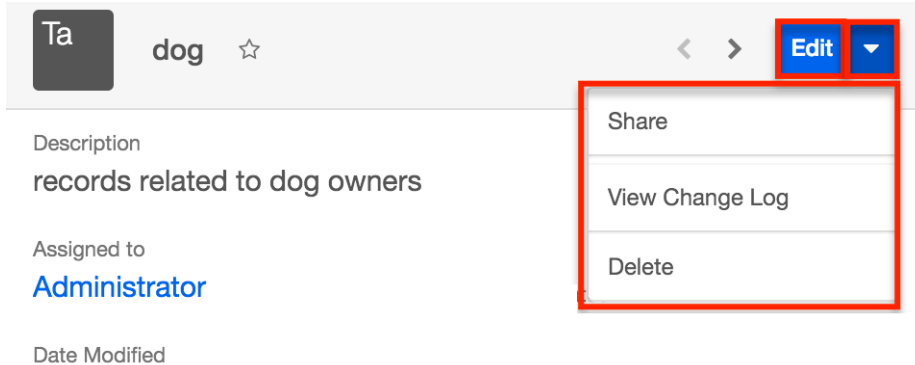 Ta
dog
Edit
Share
Description
records related to dog owners
View Change Log
Assigned to
Administrator
Delete
Date Modified